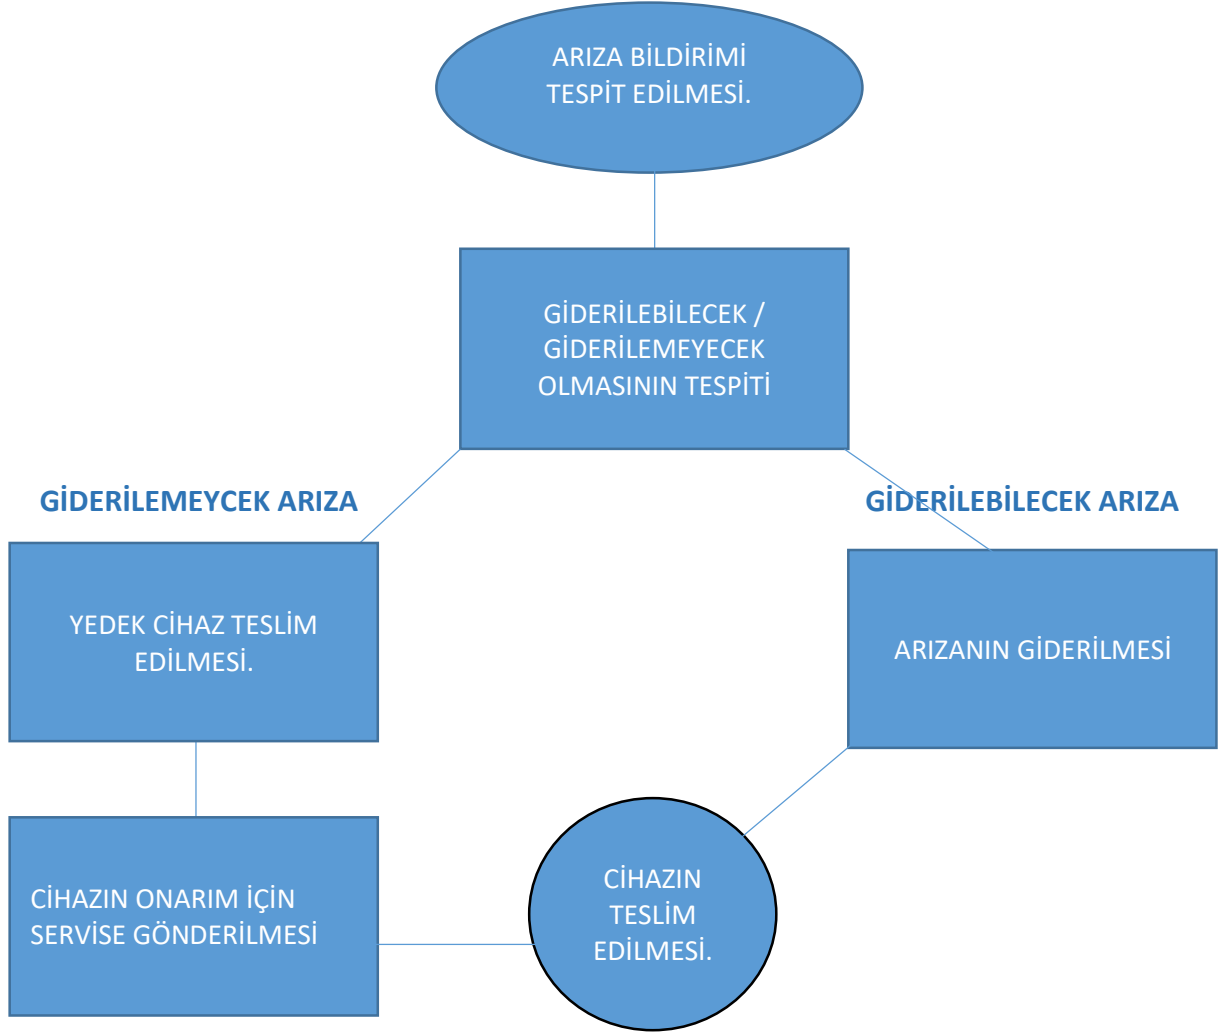 ARIZA BİLDİRİMİ
TESPİT EDİLMESİ.
GİDERİLEBİLECEK /
GİDERİLEMEYECEK
OLMASININ TESPİTİ
GİDERİLEMEYCEK ARIZA
GİDERİLEBİLECEK ARIZA
YEDEK CİHAZ TESLİM
EDİLMESİ.
ARIZANIN GİDERİLMESİ
CİHAZIN ONARIM İÇİN
SERVİSE GÖNDERİLMESİ
CİHAZIN
TESLİM
EDİLMESİ.